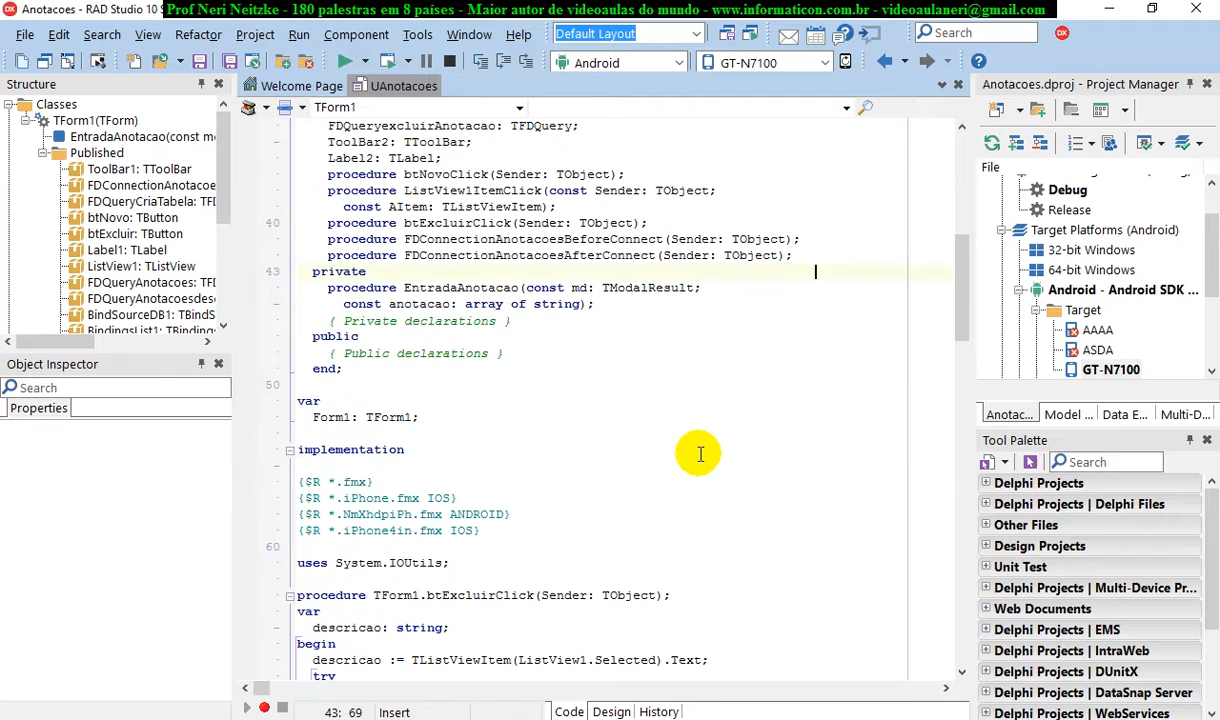 Anotacoes - RAD Studio 10 S
Prof Neri Neitzke - 180 palestras em 8 países - Maior autor de videoaulas do mundo - www.informaticon.com.br - videoaulaneri@gmail.com
File Edit Search View Refactor Project Run Component Tools Window Help
Default Layout
Search
DX
Android
GT-N7100
Structure
Classes
TForm1(TForm)
EntradaAnotacao(const m
Published
ToolBar1: TToolBar
FDConnectionAnotacoe
FDQueryCriaTabela: TF
btNovo: TButton
btExcluir: TButton
Label1: TLabel
ListView1: TListView
FDQueryAnotacoes: TF
FDQueryAnotacoesdes
BindSourceDB1: TBindS
BindingsList1: TBinding
Object Inspector
Search
Properties
Welcome Page
UAnotacoes
TForm1
FDQueryexcluirAnotacao: TFDQuery;
ToolBar2: TToolBar;
Label2: TLabel;
procedure btNovoClick(Sender: TObject);
procedure ListView1ItemClick(const Sender: TObject;
const AItem: TListViewItem);
40 procedure btExcluirClick(Sender: TObject);
procedure FDConnectionAnotacoesBeforeConnect(Sender: TObject);
procedure FDConnectionAnotacoesAfterConnect(Sender: TObject);
43 private
procedure EntradaAnotacao(const md: TModalResult;
const anotacao: array of string);
{ Private declarations }
public
{ Public declarations }
end;
50
var
Form1: TForm1;
implementation
{$R *.fmx}
{$R *.iPhone.fmx IOS}
{$R *.NmXhdpiPh.fmx ANDROID}
{$R *.iPhone4in.fmx IOS}
60
uses System.IOUtils;
procedure TForm1.btExcluirClick(Sender: TObject);
var
descricao: string;
begin
descricao := TListViewItem(ListView1.Selected).Text;
try
43: 69 Insert
Code Design History
Anotacoes.dproj - Project Manager
File
Debug
Release
Target Platforms (Android)
32-bit Windows
64-bit Windows
Android - Android SDK ...
Target
AAAA
ASDA
GT-N7100
Anotac... Model ... Data E... Multi-D...
Tool Palette
Search
Delphi Projects
Delphi Projects | Delphi Files
Other Files
Design Projects
Unit Test
Delphi Projects | Multi-Device Pr...
Web Documents
Delphi Projects | EMS
Delphi Projects | IntraWeb
Delphi Projects | DUnitX
Delphi Projects | DataSnap Server
Delphi Projects | WebServices